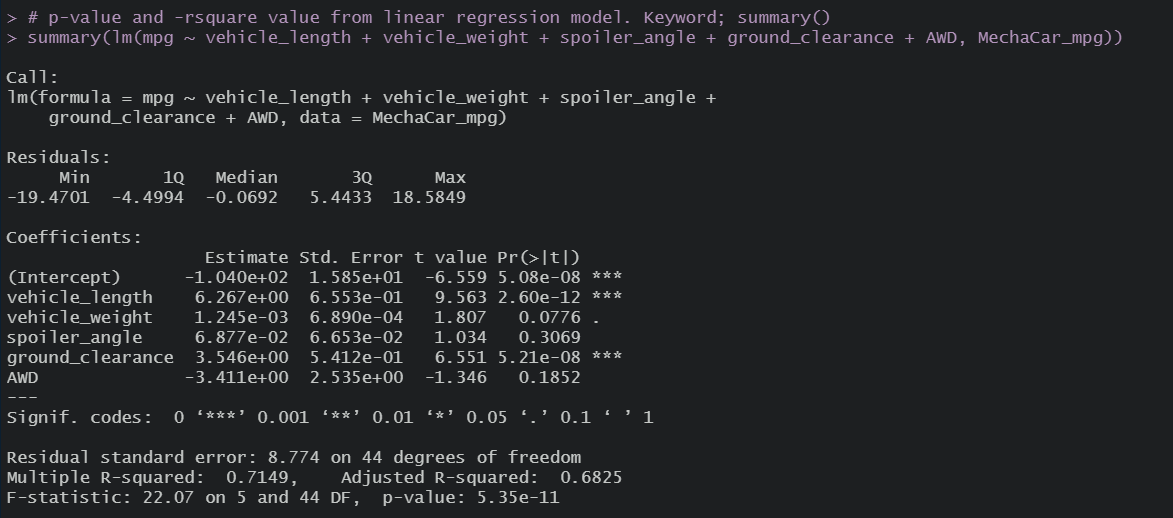 > # p-value and -rsquare value from linear regression model. Keyword; summary()
> summary(lm(mpg ~ vehicle_length + vehicle_weight + spoiler_angle + ground_clearance + AWD, MechaCar_mpg))

Call:
lm(formula = mpg ~ vehicle_length + vehicle_weight + spoiler_angle +
    ground_clearance + AWD, data = MechaCar_mpg)

Residuals:
     Min       1Q   Median       3Q      Max
-19.4701  -4.4994  -0.0692   5.4433  18.5849

Coefficients:
                   Estimate Std. Error t value Pr(>|t|)
(Intercept)      -1.040e+02  1.585e+01  -6.559 5.08e-08 ***
vehicle_length    6.267e+00  6.553e-01   9.563 2.60e-12 ***
vehicle_weight    1.245e-03  6.890e-04   1.807   0.0776 .
spoiler_angle     6.877e-02  6.653e-02   1.034   0.3069
ground_clearance  3.546e+00  5.412e-01   6.551 5.21e-08 ***
AWD              -3.411e+00  2.535e+00  -1.346   0.1852
---
Signif. codes:  0 ‘***’ 0.001 ‘**’ 0.01 ‘*’ 0.05 ‘.’ 0.1 ‘ ’ 1

Residual standard error: 8.774 on 44 degrees of freedom
Multiple R-squared:  0.7149,    Adjusted R-squared:  0.6825
F-statistic: 22.07 on 5 and 44 DF,  p-value: 5.35e-11